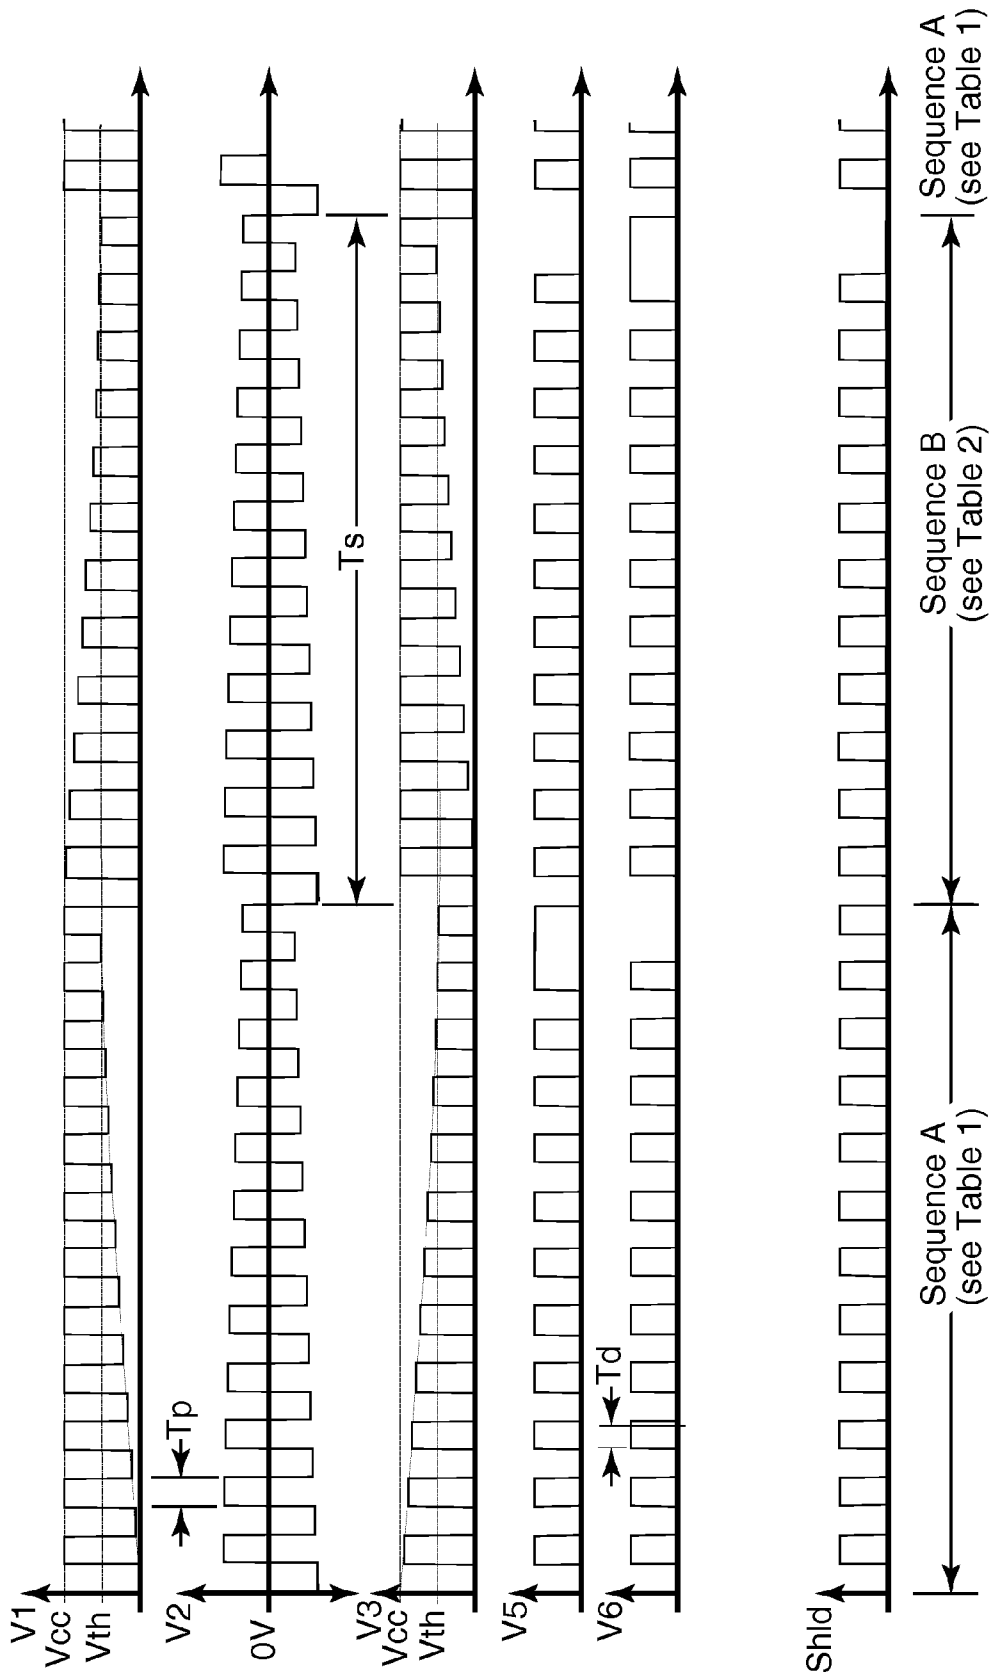 V1
Vcc
Vth
V2
0V
V3
Vcc
Vth
V5
V6
Shld
Tp
Ts
Td
Sequence A
(see Table 1)
Sequence B
(see Table 2)
Sequence A
(see Table 1)